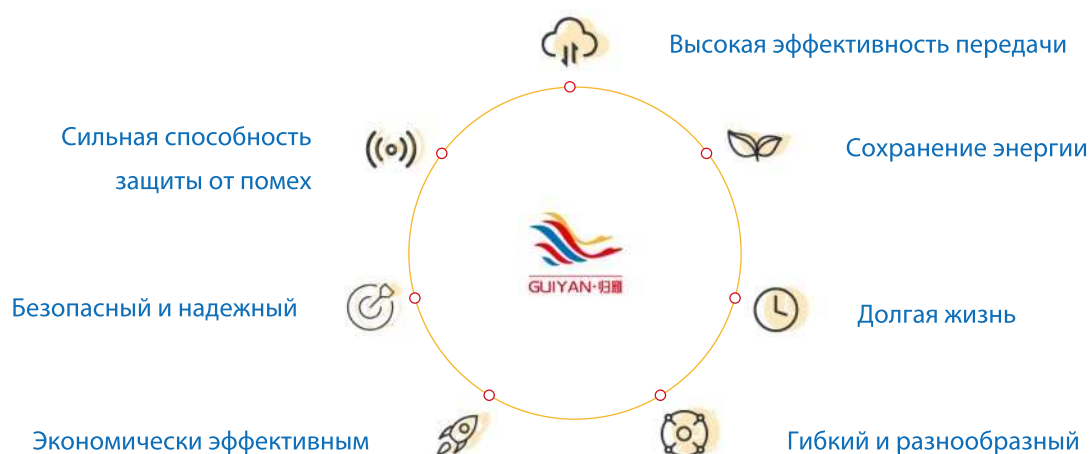 Высокая эффективность передачи
Сильная способность
защиты от помех
Сохранение энергии
GUIYAN·归雁
Безопасный и надежный
Долгая жизнь
Экономически эффективным
Гибкий и разнообразный